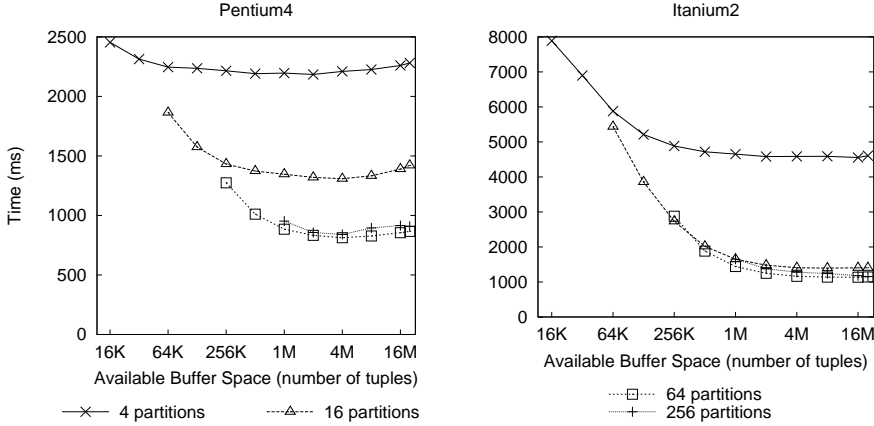 Pentium4
Time (ms)
2500
2000
1500
1000
500
0
16K 64K 256K 1M 4M 16M
Available Buffer Space (number of tuples)
Itanium2
8000
7000
6000
5000
4000
3000
2000
1000
0
16K 64K 256K 1M 4M 16M
Available Buffer Space (number of tuples)
4 partitions
16 partitions
64 partitions
256 partitions